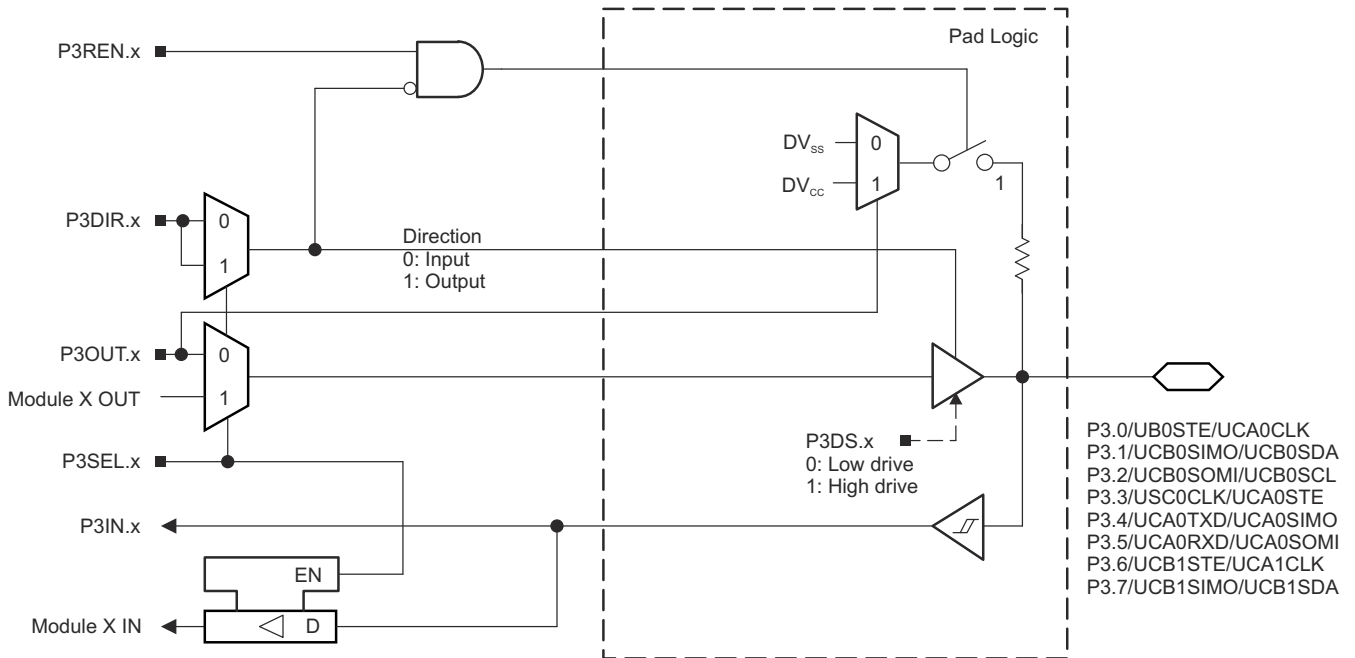 Pad Logic
P3REN.x
DVSS
0
DVCC
1
1
P3DIR.x
0
1
Direction
0: Input
1: Output
P3OUT.x
0
Module X OUT
1
P3DS.x
0: Low drive
1: High drive
P3SEL.x
P3IN.x
EN
Module X IN
D
P3.0/UB0STE/UCA0CLK
P3.1/UCB0SIMO/UCB0SDA
P3.2/UCB0SOMI/UCB0SCL
P3.3/USC0CLK/UCA0STE
P3.4/UCA0TXD/UCA0SIMO
P3.5/UCA0RXD/UCA0SOMI
P3.6/UCB1STE/UCA1CLK
P3.7/UCB1SIMO/UCB1SDA